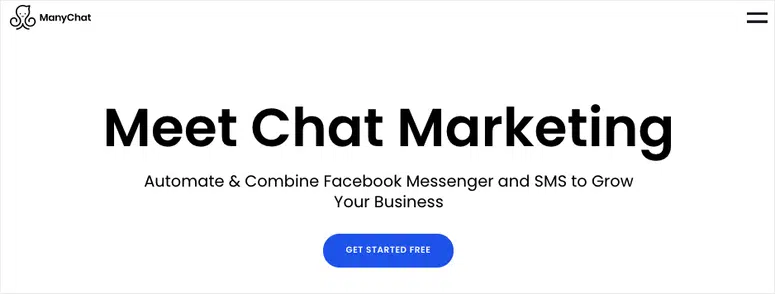 ManyChat
Meet Chat Marketing
Automate & Combine Facebook Messenger and SMS to Grow
Your Business
GET STARTED FREE